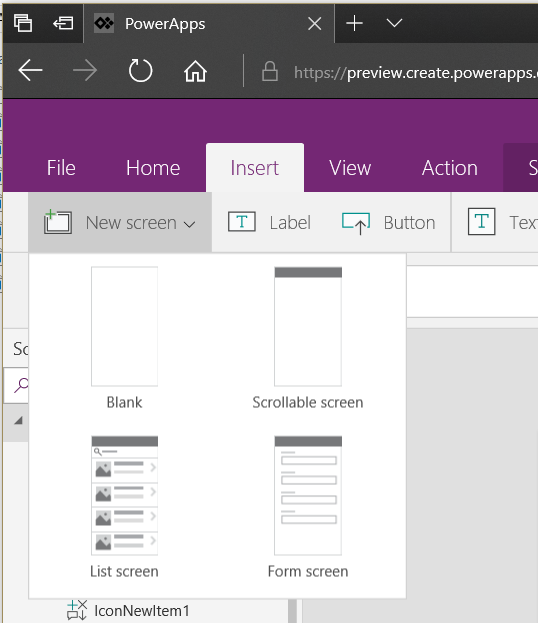 PowerApps
https://preview.create.powerapps.
File Home Insert View Action S
New screen Label Button Tex
Blank Scrollable screen
Sc
List screen Form screen
IconNewItem1